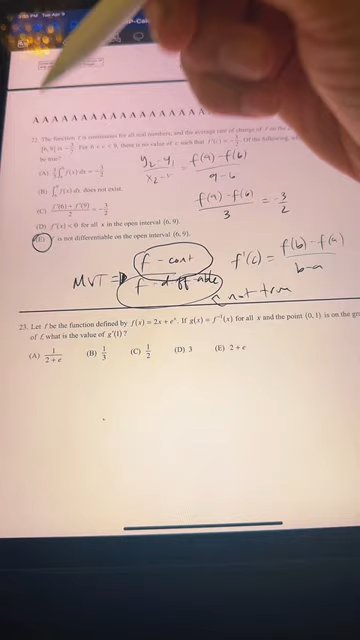 AAAAAAAAAAAAAAAAAAAA
22. The function f is continuous for all real numbers, and the average rate of change of f on the
[6, 9] is −3/2. For 6 < c < 9, there is no value of c such that f′(c) = −3/2. Of the following,
be true?
(A) 1/3 ∫ f(x) dx = −3/2
(B) ∫ f(x) dx does not exist.
(C) f′(6) + f′(9) / 2 = −3/2
(D) f′(x) < 0 for all x in the open interval (6, 9).
(E) f is not differentiable on the open interval (6, 9).
y₂ − y₁ / x₂ − = f(9) − f(6) / 9 − 6
f(9) − f(6) / 3 = −3/2
MVT ⇒ f − cont
f − diff'able
f′(c) = f(b) − f(a) / b − a
not true
23. Let f be the function defined by f(x) = 2x + eˣ. If g(x) = f⁻¹(x) for all x and the point (0, 1) is on the
of f, what is the value of g′(1)?
(A) 1/2 + e (B) 1/3 (C) 1/2 (D) 3 (E) 2 + e